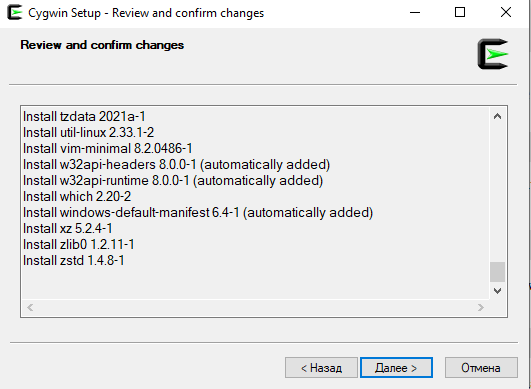 Cygwin Setup - Review and confirm changes
Review and confirm changes
Install tzdata 2021a-1
Install util-linux 2.33.1-2
Install vim-minimal 8.2.0486-1
Install w32api-headers 8.0.0-1 (automatically added)
Install w32api-runtime 8.0.0-1 (automatically added)
Install which 2.20-2
Install windows-default-manifest 6.4-1 (automatically added)
Install xz 5.2.4-1
Install zlib0 1.2.11-1
Install zstd 1.4.8-1
< Назад
Далее >
Отмена